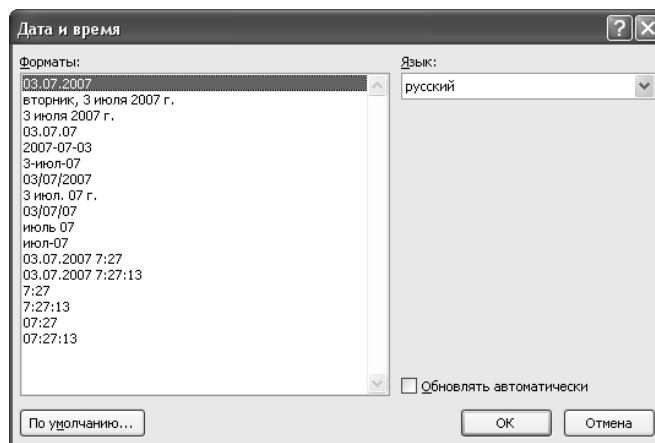 Дата и время
Форматы:
03.07.2007
вторник, 3 июля 2007 г.
3 июля 2007 г.
03.07.07
2007-07-03
3-июл-07
03/07/2007
3 июл. 07 г.
03/07/07
июль 07
июл-07
03.07.2007 7:27
03.07.2007 7:27:13
7:27
7:27:13
07:27
07:27:13
Язык:
русский
Обновлять автоматически
По умолчанию...
ОК
Отмена